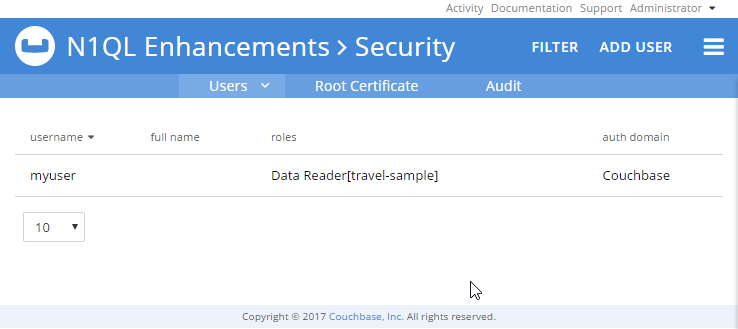 Activity Documentation Support Administrator
N1QL Enhancements > Security FILTER ADD USER
Users Root Certificate Audit
username full name roles auth domain
myuser Data Reader[travel-sample] Couchbase
10
Copyright © 2017 Couchbase, Inc. All rights reserved.